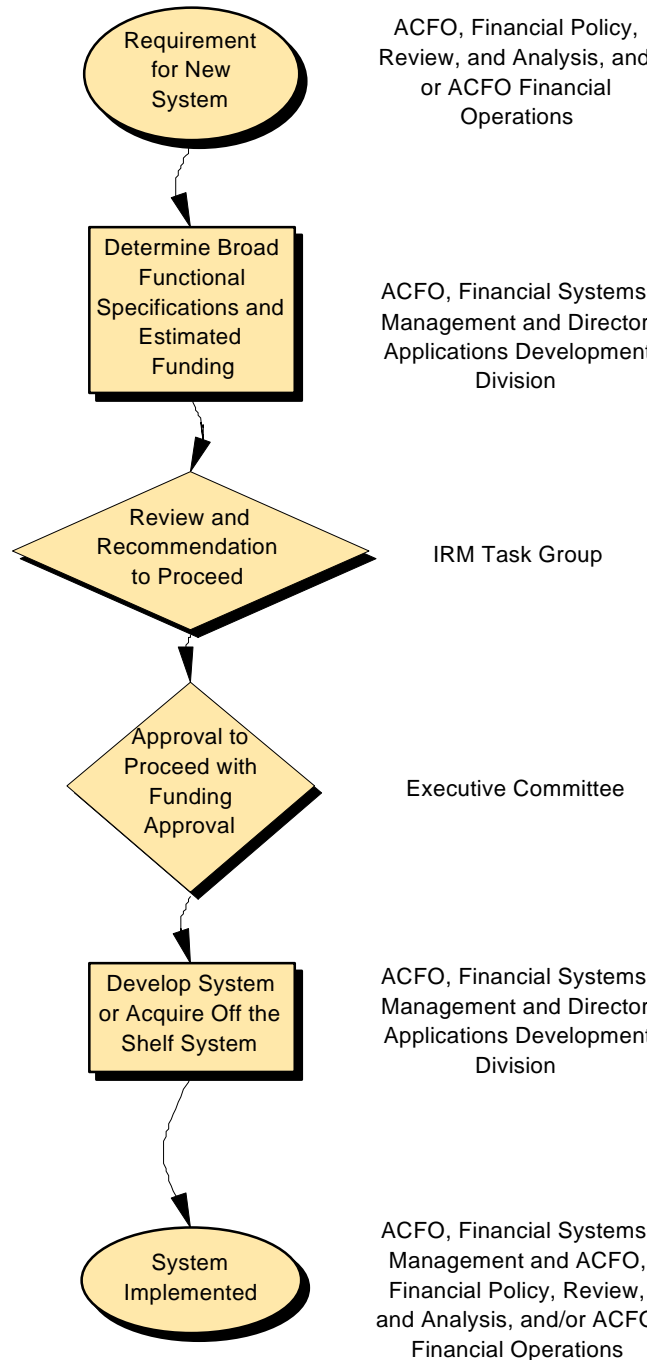 Requirement
for New
System
ACFO, Financial Policy,
Review, and Analysis, and
or ACFO Financial
Operations
Determine Broad
Functional
Specifications and
Estimated
Funding
ACFO, Financial Systems
Management and Director
Applications Development
Division
Review and
Recommendation
to Proceed
IRM Task Group
Approval to
Proceed with
Funding
Approval
Executive Committee
Develop System
or Acquire Off the
Shelf System
ACFO, Financial Systems
Management and Director
Applications Development
Division
System
Implemented
ACFO, Financial Systems
Management and ACFO,
Financial Policy, Review,
and Analysis, and/or ACFO
Financial Operations